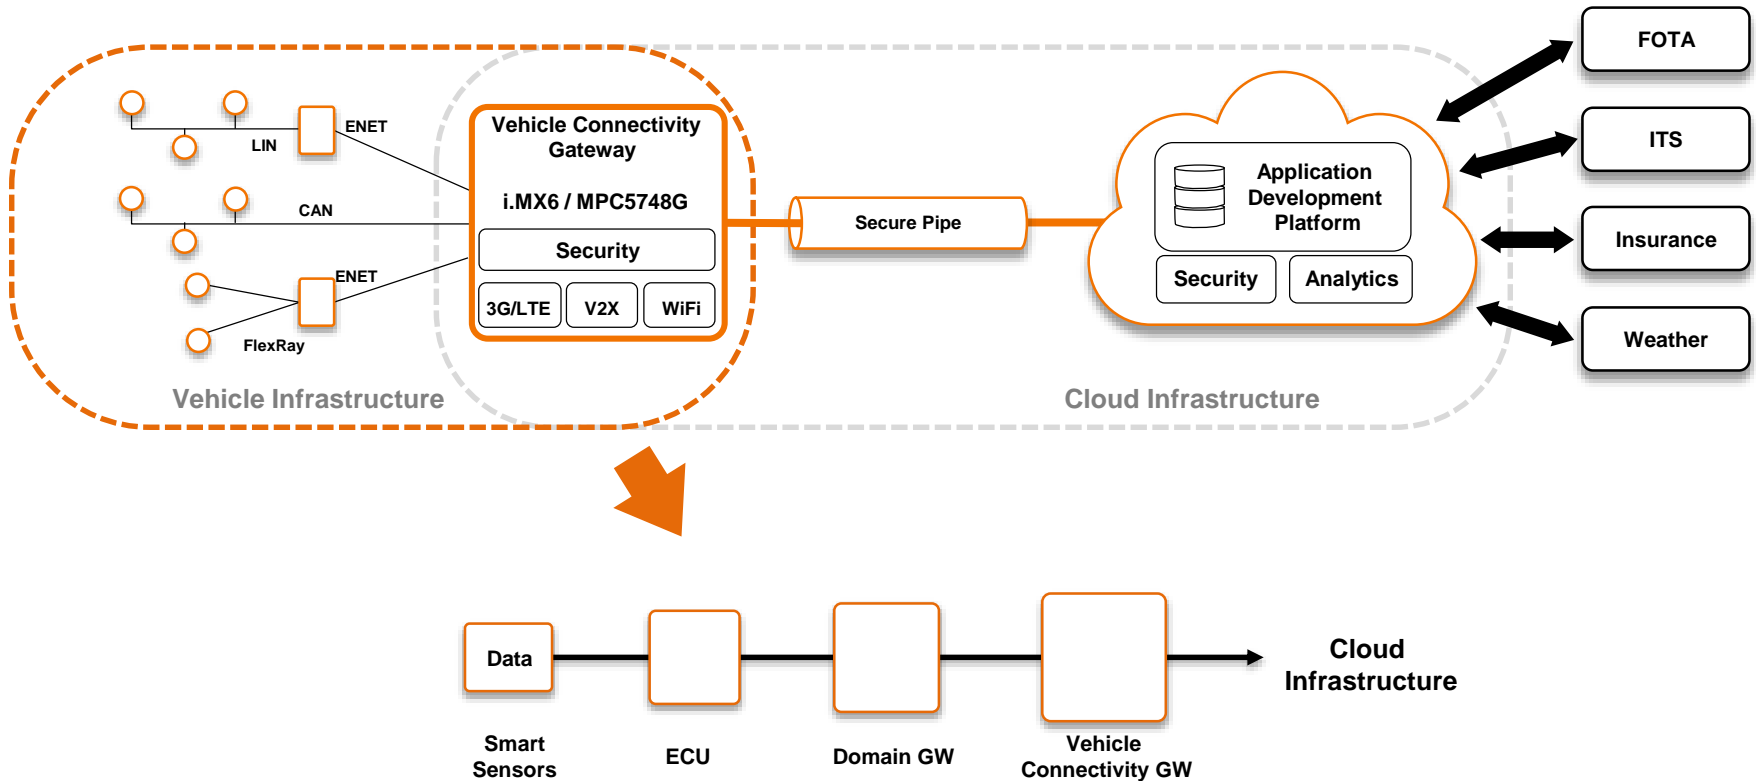 FOTA
ENET
LIN
Vehicle Connectivity
Gateway
ITS
i.MX6 / MPC5748G
Application
Development
Platform
CAN
Secure Pipe
Security
Insurance
ENET
Security
Analytics
3G/LTE
V2X
WiFi
FlexRay
Weather
Vehicle Infrastructure
Cloud Infrastructure
Data
Cloud
Infrastructure
Smart
Sensors
ECU
Domain GW
Vehicle
Connectivity GW